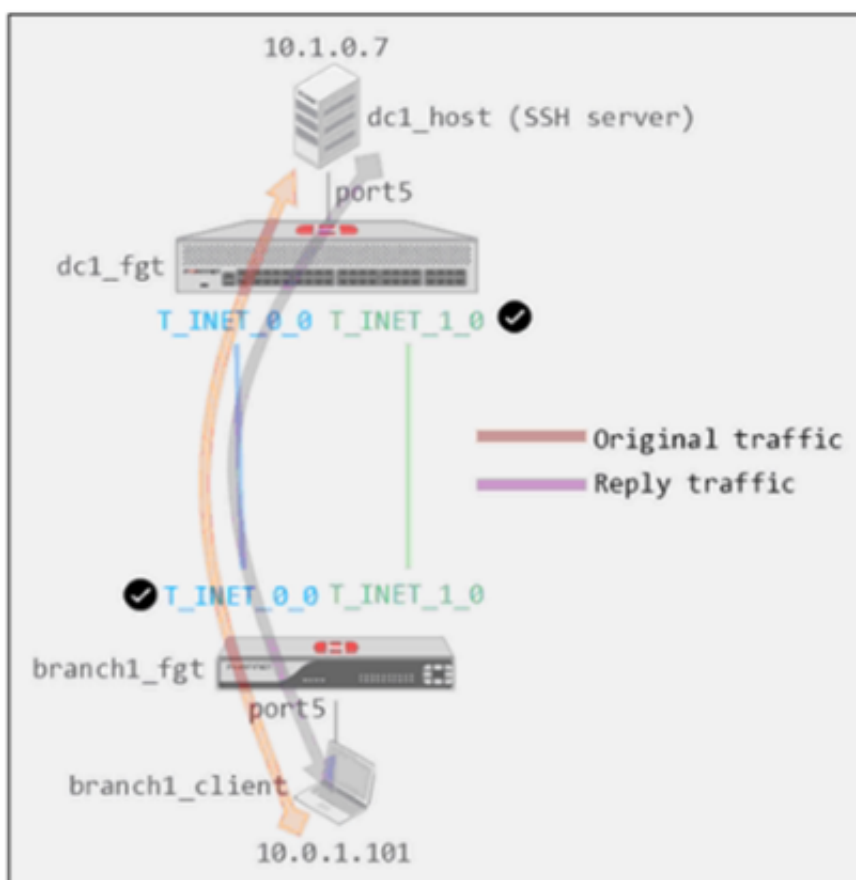 10.1.0.7
dc1_host (SSH server)
port5
dc1_fgt
T_INET_0_0 T_INET_1_0
Original traffic
Reply traffic
T_INET_0_0 T_INET_1_0
branch1_fgt
port5
branch1_client
10.0.1.101